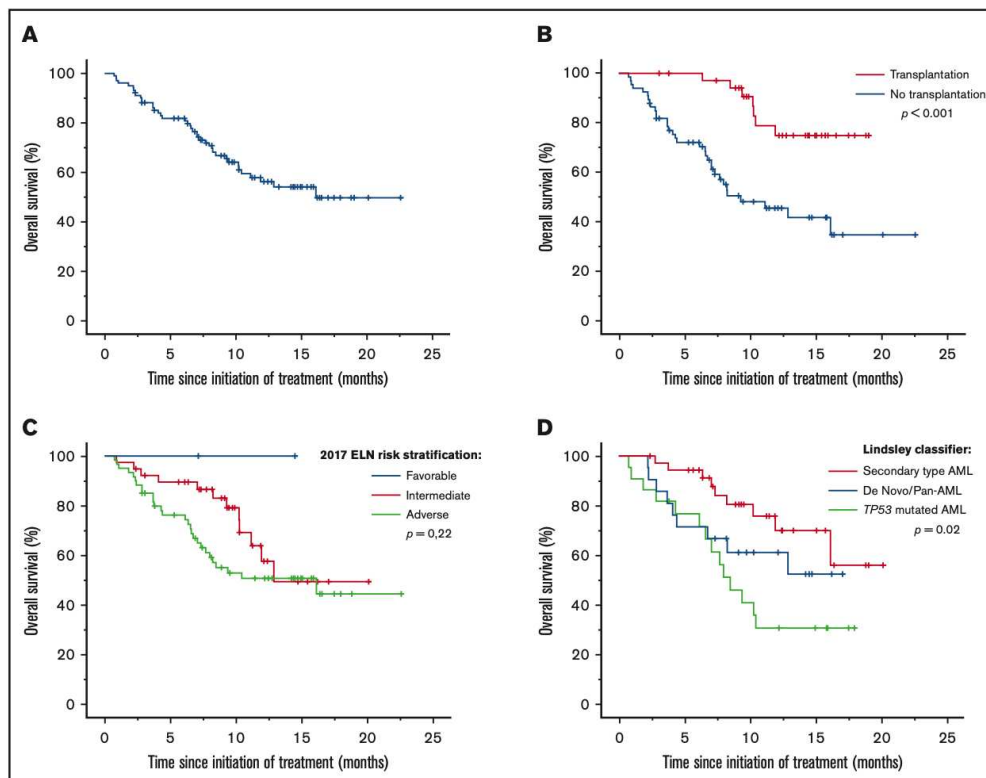 A
Overall survival (%)
100
80
60
40
20
0
0 5 10 15 20 25
Time since initiation of treatment (months)
B
Overall survival (%)
100
80
60
40
20
0
0 5 10 15 20 25
Time since initiation of treatment (months)
Transplantation
No transplantation
p < 0.001
C
Overall survival (%)
100
80
60
40
20
0
0 5 10 15 20 25
Time since initiation of treatment (months)
2017 ELN risk stratification:
Favorable
Intermediate
Adverse
p = 0,22
D
Overall survival (%)
100
80
60
40
20
0
0 5 10 15 20 25
Time since initiation of treatment (months)
Lindsley classifier:
Secondary type AML
De Novo/Pan-AML
TP53 mutated AML
p = 0.02